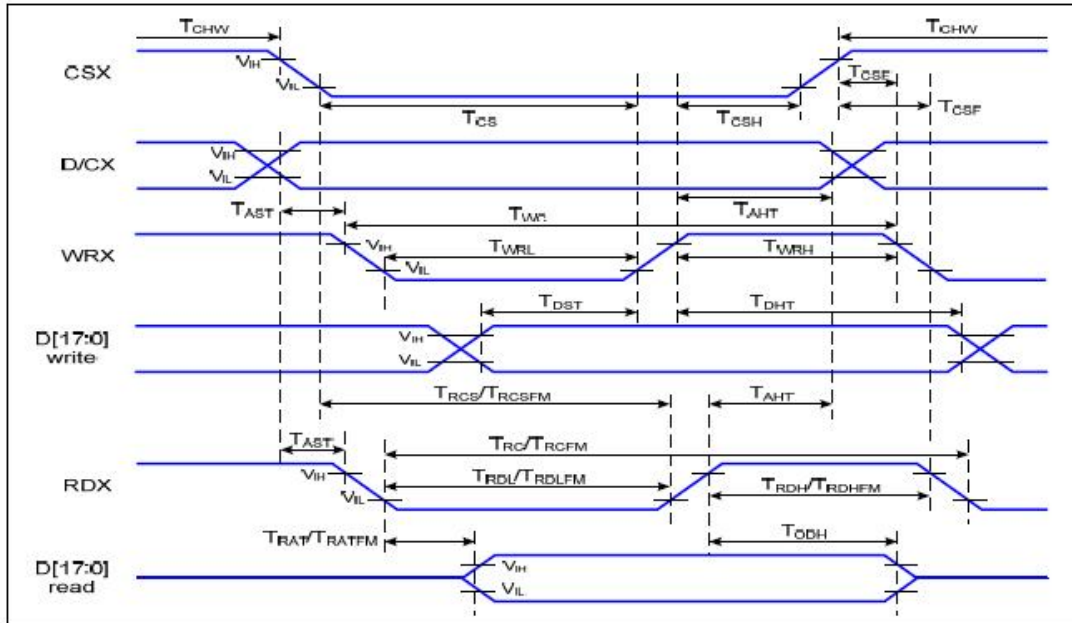 TCHW TCHW
CSX VIH TCSF
VIL
TCS TCSH TCSF
D/CX VIH
VIL
TAST TWC TAHT
WRX VIH TWRL TWRH
VIL
TDST TDHT
D[17:0] VIH
write VIL
TRCS/TRCSFM TAHT
TAST TRC/TRCFM
RDX VIH TRDL/TRDLFM TRDH/TRDHFM
VIL
TRAT/TRATFM TODH
D[17:0] VIH
read VIL